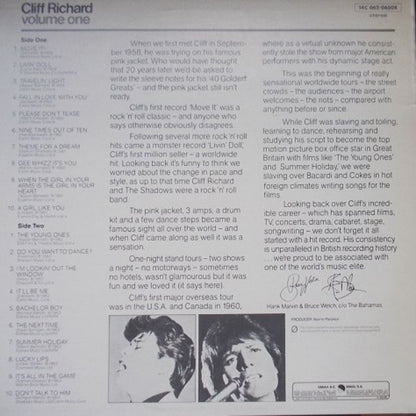 Cliff Richard
volume one
14C 062-06008
stereo
Side One
1 MOVE IT
2 LIVIN' DOLL
3 TRAVELLIN' LIGHT
4 FALL IN LOVE WITH YOU
5 PLEASE DON'T TEASE
6 NINE TIMES OUT OF TEN
7 THEME FOR A DREAM
8 GEE WHIZZ IT'S YOU
9 WHEN THE GIRL IN YOUR
ARMS IS THE GIRL IN YOUR
HEART
10 A GIRL LIKE YOU
Side Two
1 THE YOUNG ONES
2 DO YOU WANT TO DANCE?
3 I'M LOOKIN' OUT THE
WINDOW
4 IT'LL BE ME
5 BACHELOR BOY
6 THE NEXT TIME
7 SUMMER HOLIDAY
8 LUCKY LIPS
9 IT'S ALL IN THE GAME
10 DON'T TALK TO HIM
When we first met Cliff in Septem-
ber 1958, he was wearing his famous
pink jacket. Who would have thought
that 20 years later we'd be asked to
write the sleeve notes for his '40 Golden
Greats' – and the pink jacket still isn't
ready.
Cliff's first record 'Move It' was a
rock 'n' roll classic – and anyone who
says otherwise obviously disagrees.
Following several more rock 'n' roll
hits came a monster record 'Livin' Doll',
Cliff's first million seller – a worldwide
hit. Looking back it's funny to think we
worried about the change in pace and
style, as up to that time Cliff Richard
and The Shadows were a rock 'n' roll
band.
The pink jacket, 3 amps, a drum
kit and a few dance steps became a
famous sight all over the world – and
when Cliff came along as well it was a
sensation.
One-night stand tours – two shows
a night – no motorways – sometimes
no hotels, wasn't glamourous but it was
fun and we loved it (it says here).
Cliff's first major overseas tour
was in the U.S.A. and Canada in 1960,
where as a virtual unknown he consist-
ently stole the show from major American
performers with his dynamic stage act.
This was the beginning of really
sensational worldwide tours – the street
crowds – the audiences – the airport
welcomes – the riots – compared with
anything before or since.
While Cliff was slaving and toiling,
learning to dance, rehearsing and
studying his script to become the top
motion picture box office star in Great
Britain with films like 'The Young Ones'
and 'Summer Holiday,' we were
slaving over Bacardi and Cokes in hot
foreign climates writing songs for the
films.
Looking back over Cliff's incred-
ible career – which has spanned films,
TV, concerts, drama, cabaret, stage,
songwriting – we don't forget it all
started with a hit record. His consistency
is unparalleled in British recording history
... we're proud to be associated with
one of the world's music elite.
Hank Marvin & Bruce Welch, c/o The Bahamas
PRODUCER: Norrie Paramor